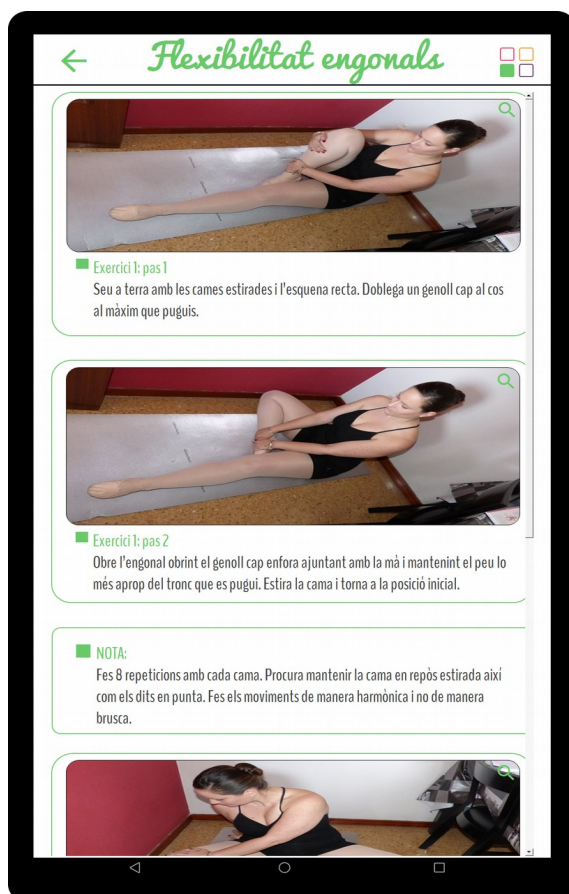 Flexibilitat engonals
Exercici 1: pas 1
Seu a terra amb les cames estirades i l'esquena recta. Doblega un genoll cap al cos
al màxim que puguis.
Exercici 1: pas 2
Obre l'engonal obrint el genoll cap enfora ajuntant amb la mà i mantenint el peu lo
més aprop del tronc que es pugui. Estira la cama i torna a la posició inicial.
NOTA:
Fes 8 repeticions amb cada cama. Procura mantenir la cama en repòs estirada així
com els dits en punta. Fes els moviments de manera harmònica i no de manera
brusca.